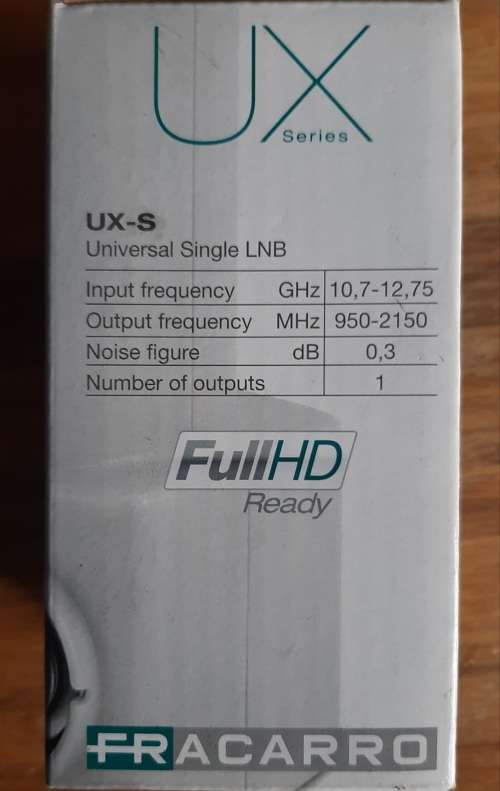 UX
Series
UX-S
Universal Single LNB
Input frequency GHz 10,7-12,75
Output frequency MHz 950-2150
Noise figure dB 0,3
Number of outputs 1
FullHD
Ready
FRACARRO